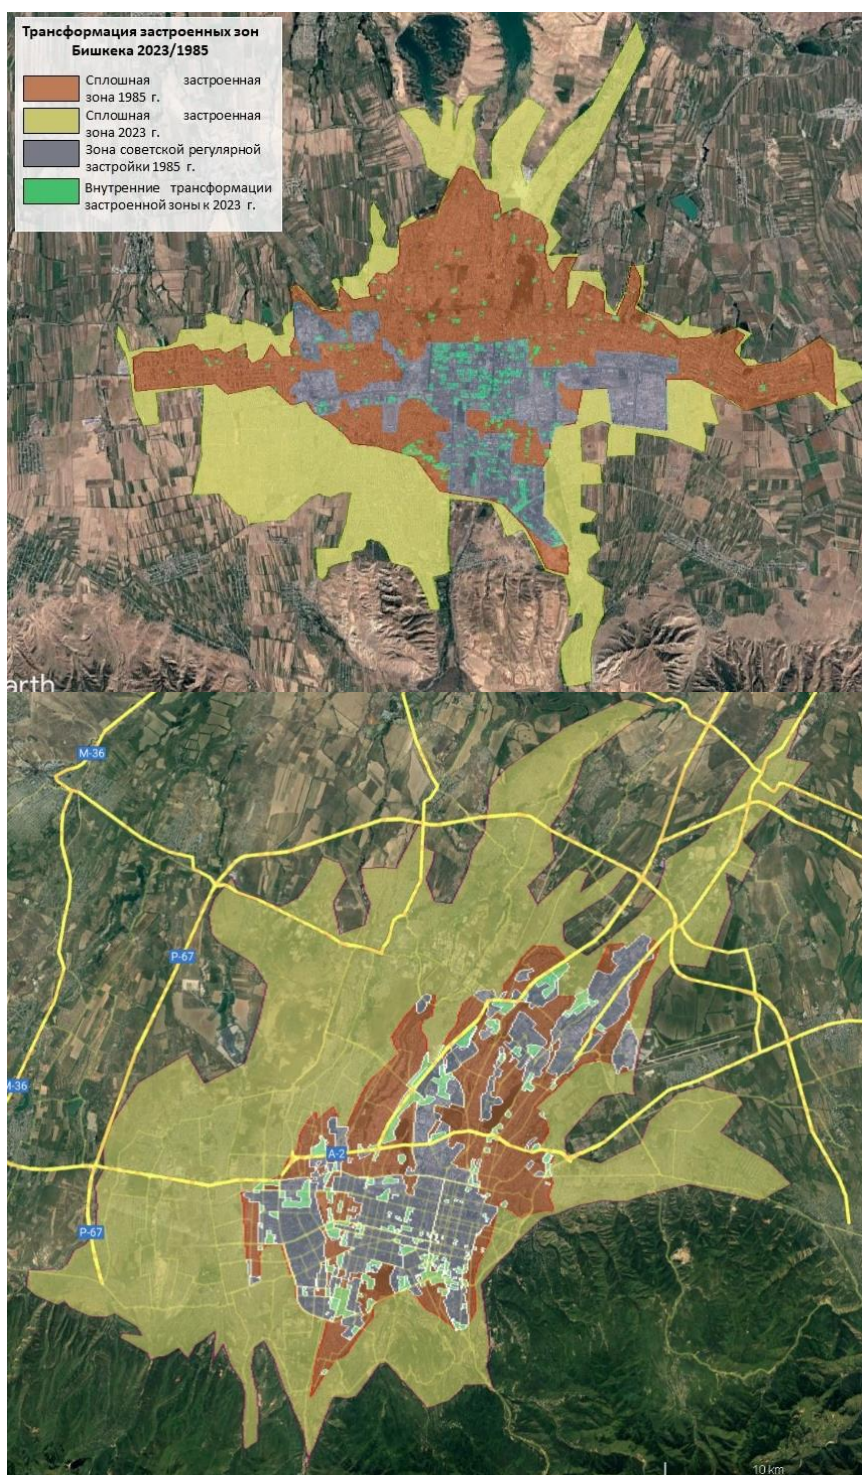 Трансформация застроенных зон
Бишкека 2023/1985
Сплошная застроенная
зона 1985 г.
Сплошная застроенная
зона 2023 г.
Зона советской регулярной
застройки 1985 г.
Внутренние трансформации
застроенной зоны к 2023 г.
arth
M-36
P-67
M-36
A-2
P-67
10 km